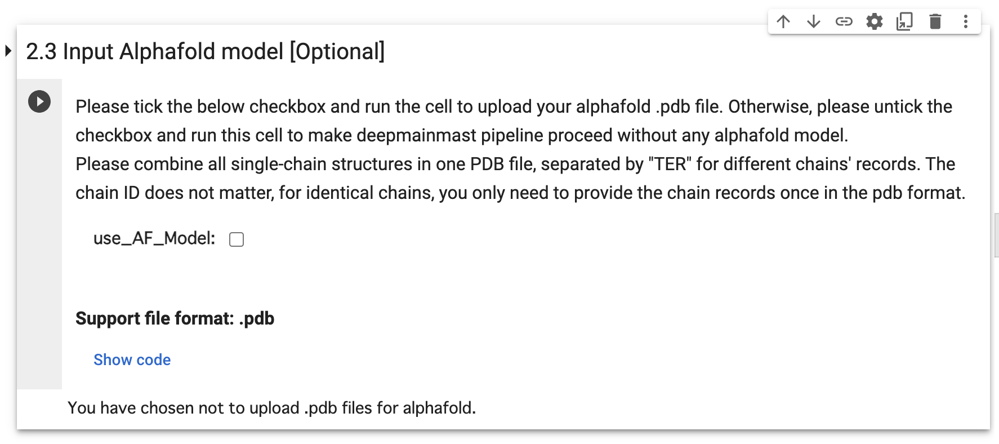 2.3 Input Alphafold model [Optional]
Please tick the below checkbox and run the cell to upload your alphafold .pdb file. Otherwise, please untick the
checkbox and run this cell to make deepmainmast pipeline proceed without any alphafold model.
Please combine all single-chain structures in one PDB file, separated by "TER" for different chains' records. The
chain ID does not matter, for identical chains, you only need to provide the chain records once in the pdb format.
use_AF_Model:
Support file format: .pdb
Show code
You have chosen not to upload .pdb files for alphafold.